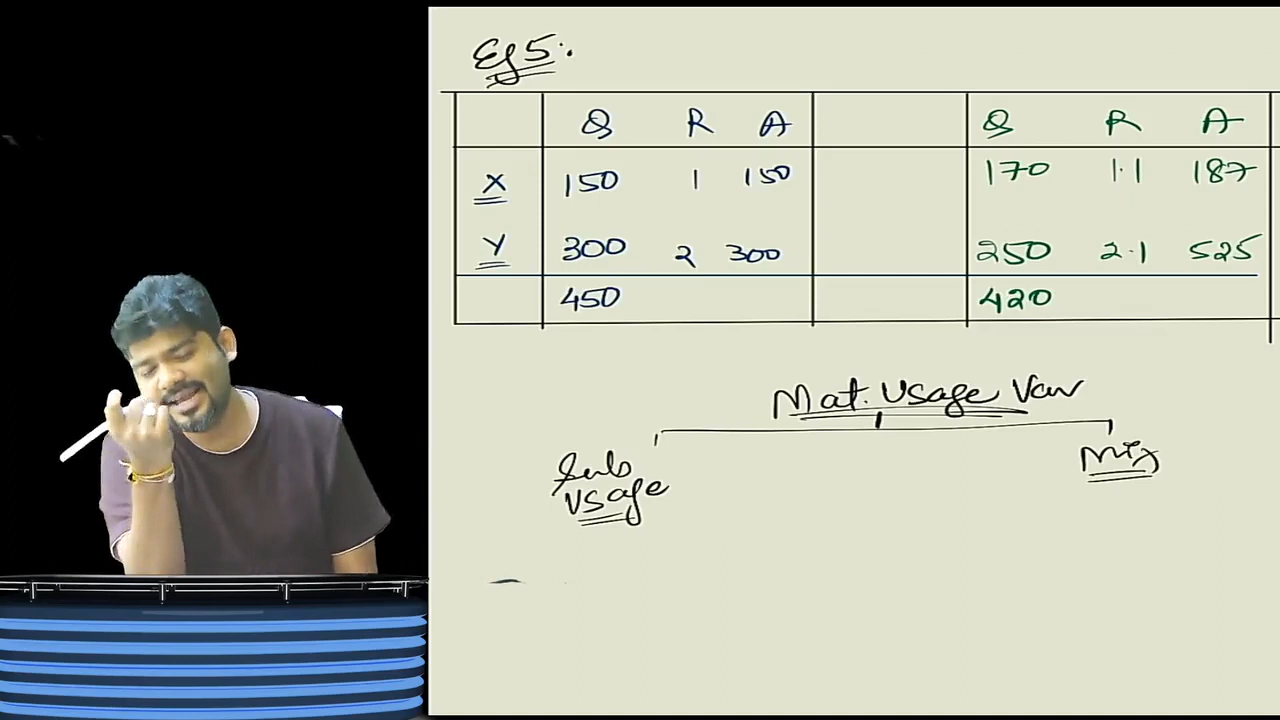 Eg 5:
Q R A Q R A
X 150 1 150 170 1.1 187
Y 300 2 300 250 2.1 525
450 420
Mat. Usage Var
Sub Mix
Usage